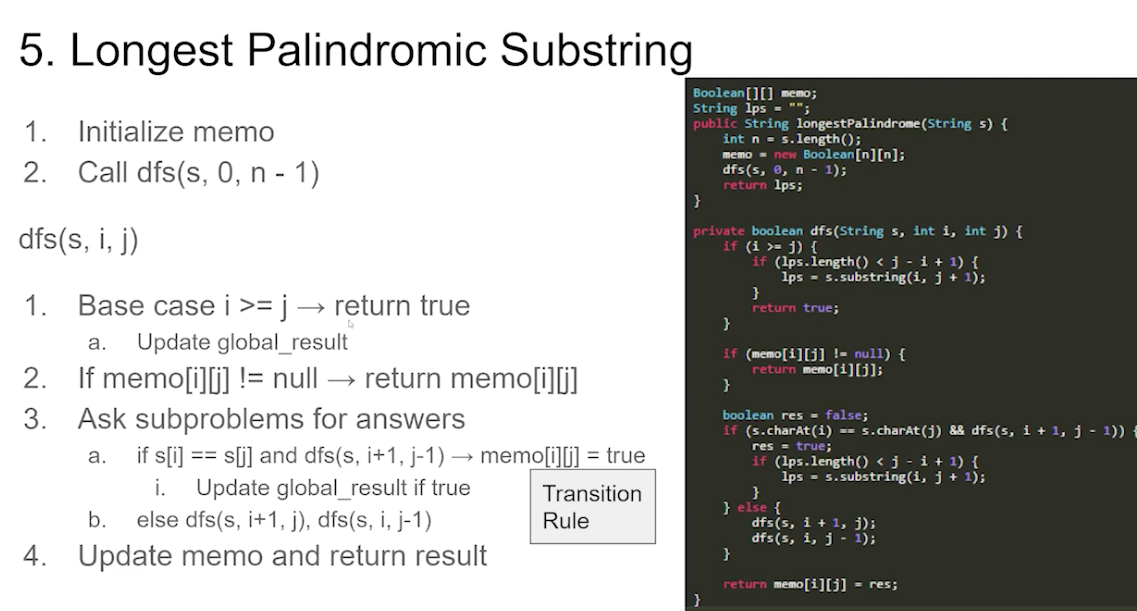 5. Longest Palindromic Substring
1. Initialize memo
2. Call dfs(s, 0, n - 1)
dfs(s, i, j)
1. Base case i >= j → return true
a. Update global_result
2. If memo[i][j] != null → return memo[i][j]
3. Ask subproblems for answers
a. if s[i] == s[j] and dfs(s, i+1, j-1) → memo[i][j] = true
i. Update global_result if true
b. else dfs(s, i+1, j), dfs(s, i, j-1)
4. Update memo and return result
Transition
Rule
Boolean[][] memo;
String lps = "";
public String longestPalindrome(String s) {
    int n = s.length();
    memo = new Boolean[n][n];
    dfs(s, 0, n - 1);
    return lps;
}
private boolean dfs(String s, int i, int j) {
    if (i >= j) {
        if (lps.length() < j - i + 1) {
            lps = s.substring(i, j + 1);
        }
        return true;
    }
    if (memo[i][j] != null) {
        return memo[i][j];
    }
    boolean res = false;
    if (s.charAt(i) == s.charAt(j) && dfs(s, i + 1, j - 1)) {
        res = true;
        if (lps.length() < j - i + 1) {
            lps = s.substring(i, j + 1);
        }
    } else {
        dfs(s, i + 1, j);
        dfs(s, i, j - 1);
    }
    return memo[i][j] = res;
}